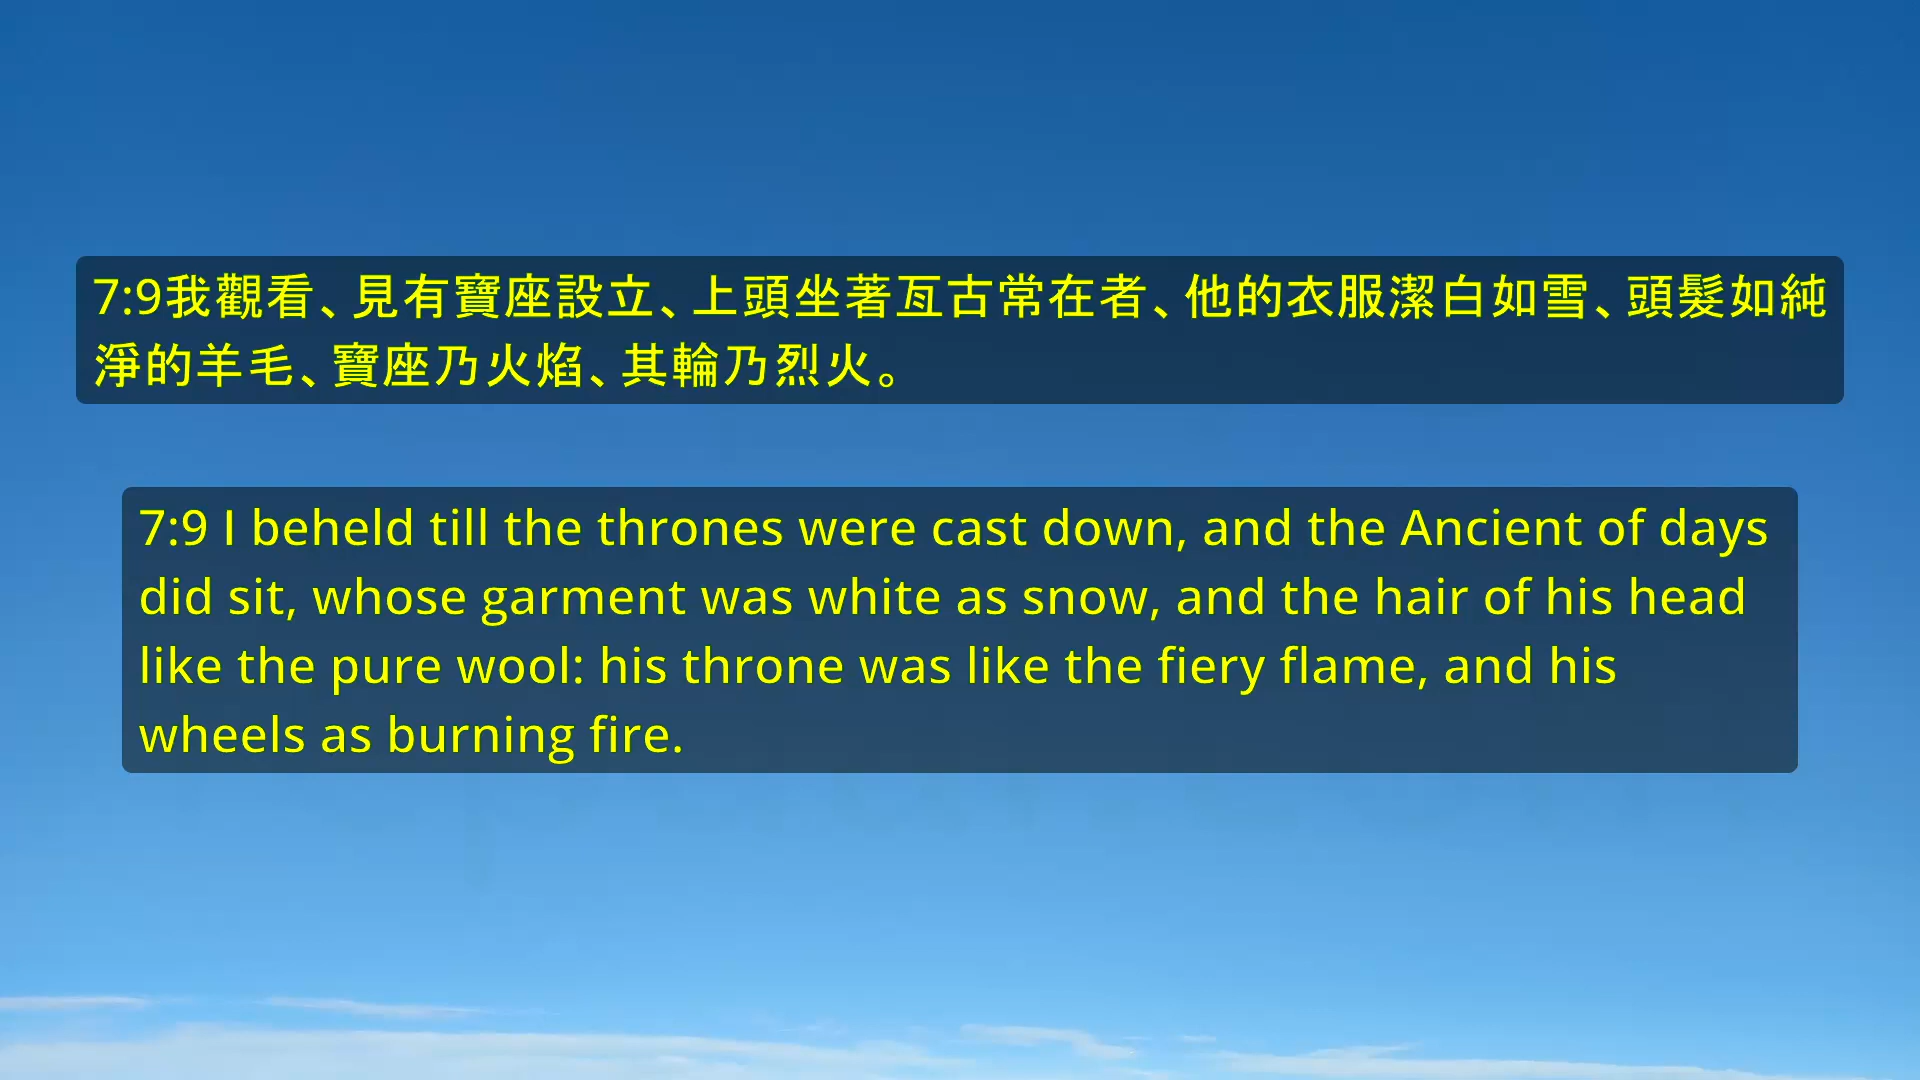 7:9我觀看、見有寶座設立、上頭坐著亙古常在者、他的衣服潔白如雪、頭髮如純
淨的羊毛、寶座乃火焰、其輪乃烈火。
7:9 I beheld till the thrones were cast down, and the Ancient of days
did sit, whose garment was white as snow, and the hair of his head
like the pure wool: his throne was like the fiery flame, and his
wheels as burning fire.